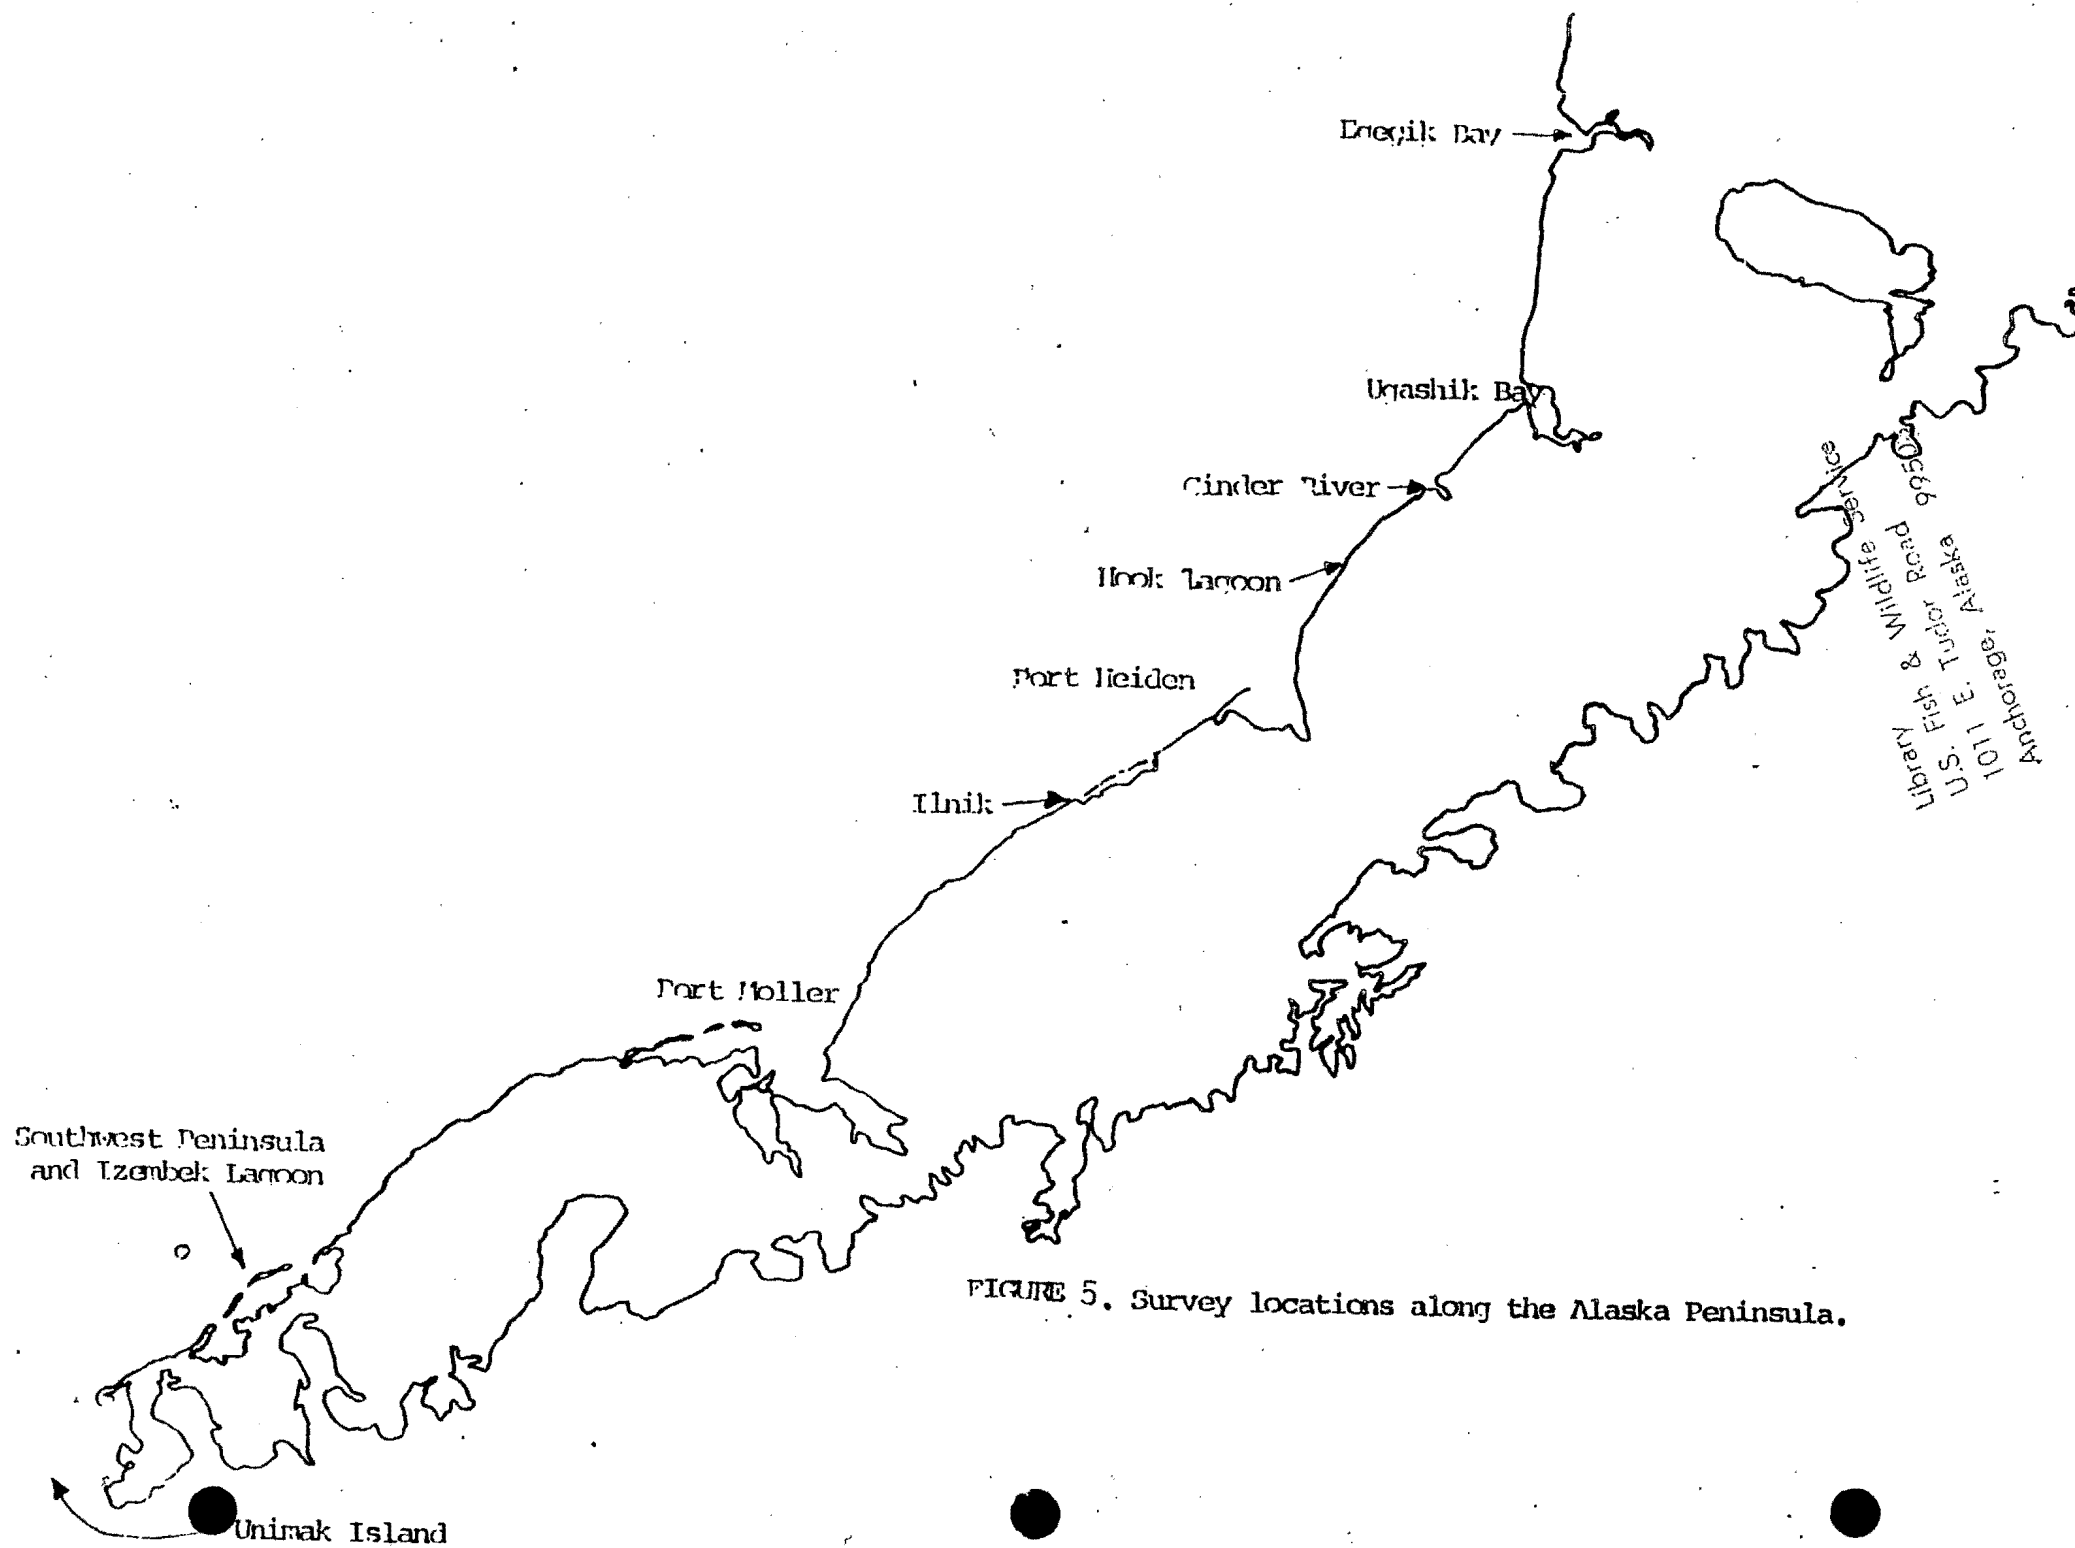 Egegik Bay
Ugashik Bay
Cinder River
Hook Lagoon
Port Heiden
Ilnik
Port Moller
Southwest Peninsula
and Izembek Lagoon
Unimak Island
FIGURE 5. Survey locations along the Alaska Peninsula.
Library
U.S. Fish & Wildlife Service
1011 E. Tudor Road
Anchorage, Alaska 99503